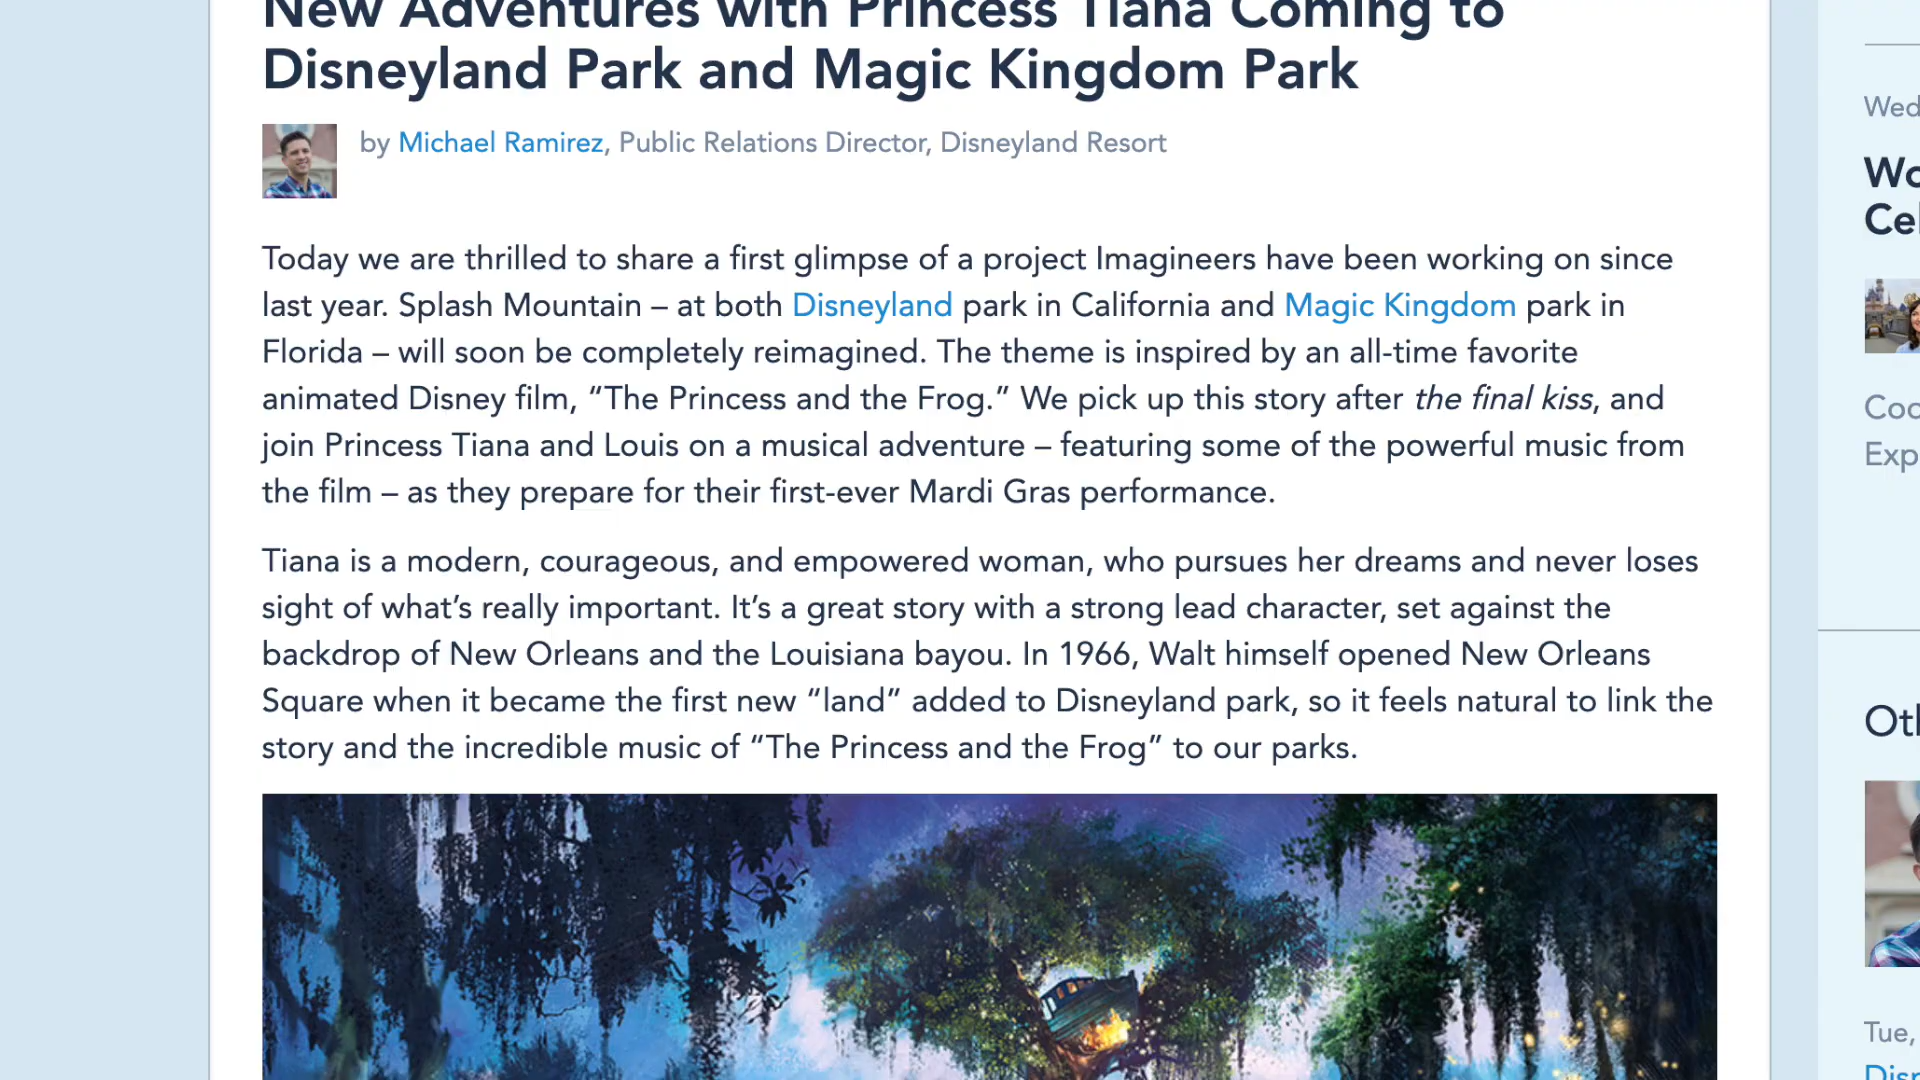 New Adventures with Princess Tiana Coming to
Disneyland Park and Magic Kingdom Park
by Michael Ramirez, Public Relations Director, Disneyland Resort
Today we are thrilled to share a first glimpse of a project Imagineers have been working on since
last year. Splash Mountain – at both Disneyland park in California and Magic Kingdom park in
Florida – will soon be completely reimagined. The theme is inspired by an all-time favorite
animated Disney film, “The Princess and the Frog.” We pick up this story after the final kiss, and
join Princess Tiana and Louis on a musical adventure – featuring some of the powerful music from
the film – as they prepare for their first-ever Mardi Gras performance.
Tiana is a modern, courageous, and empowered woman, who pursues her dreams and never loses
sight of what’s really important. It’s a great story with a strong lead character, set against the
backdrop of New Orleans and the Louisiana bayou. In 1966, Walt himself opened New Orleans
Square when it became the first new “land” added to Disneyland park, so it feels natural to link the
story and the incredible music of “The Princess and the Frog” to our parks.
Wed
Wo
Cel
Coo
Exp
Oth
Tue,
Disn